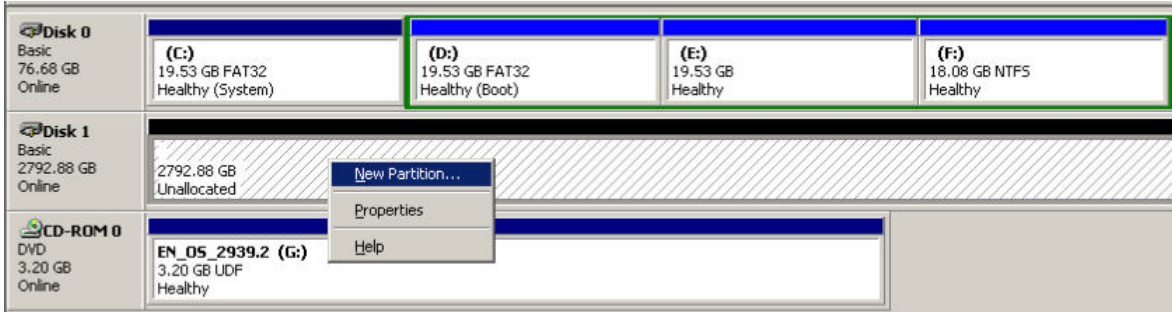 Disk 0
Basic
76.68 GB
Online
(C:)
19.53 GB FAT32
Healthy (System)
(D:)
19.53 GB FAT32
Healthy (Boot)
(E:)
19.53 GB
Healthy
(F:)
18.08 GB NTFS
Healthy
Disk 1
Basic
2792.88 GB
Online
2792.88 GB
Unallocated
New Partition...
Properties
Help
CD-ROM 0
DVD
3.20 GB
Online
EN_OS_2939.2 (G:)
3.20 GB UDF
Healthy